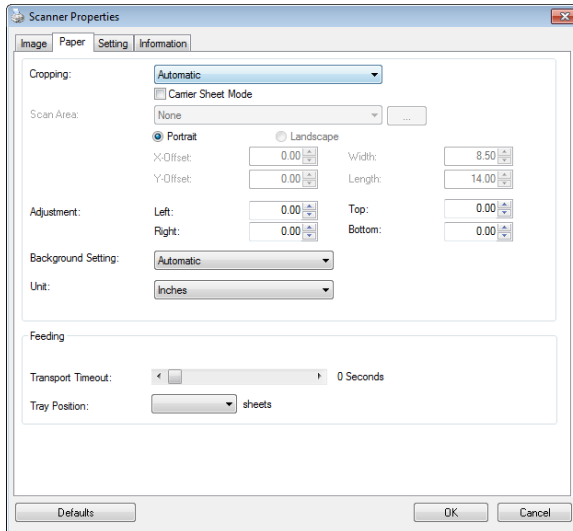 Scanner Properties
Image Paper Setting Information
Cropping: Automatic
Carrier Sheet Mode
Scan Area: None ...
Portrait Landscape
X-Offset: 0.00 Width: 8.50
Y-Offset: 0.00 Length: 14.00
Adjustment: Left: 0.00 Top: 0.00
Right: 0.00 Bottom: 0.00
Background Setting: Automatic
Unit: Inches
Feeding
Transport Timeout: 0 Seconds
Tray Position: sheets
Defaults OK Cancel